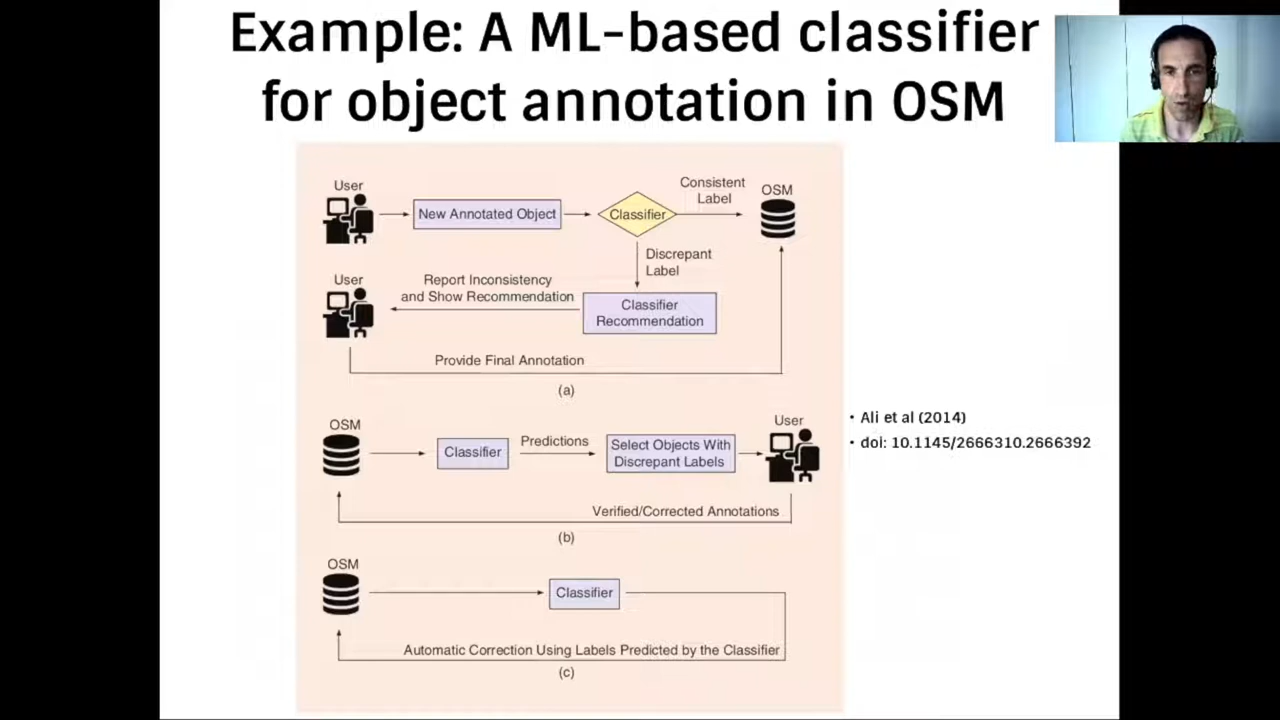 Example: A ML-based classifier
for object annotation in OSM
User
New Annotated Object
Classifier
Consistent
Label
OSM
Discrepant
Label
User
Report Inconsistency
and Show Recommendation
Classifier
Recommendation
Provide Final Annotation
(a)
OSM
Classifier
Predictions
Select Objects With
Discrepant Labels
User
Verified/Corrected Annotations
(b)
OSM
Classifier
Automatic Correction Using Labels Predicted by the Classifier
(c)
• Ali et al (2014)
• doi: 10.1145/2666310.2666392